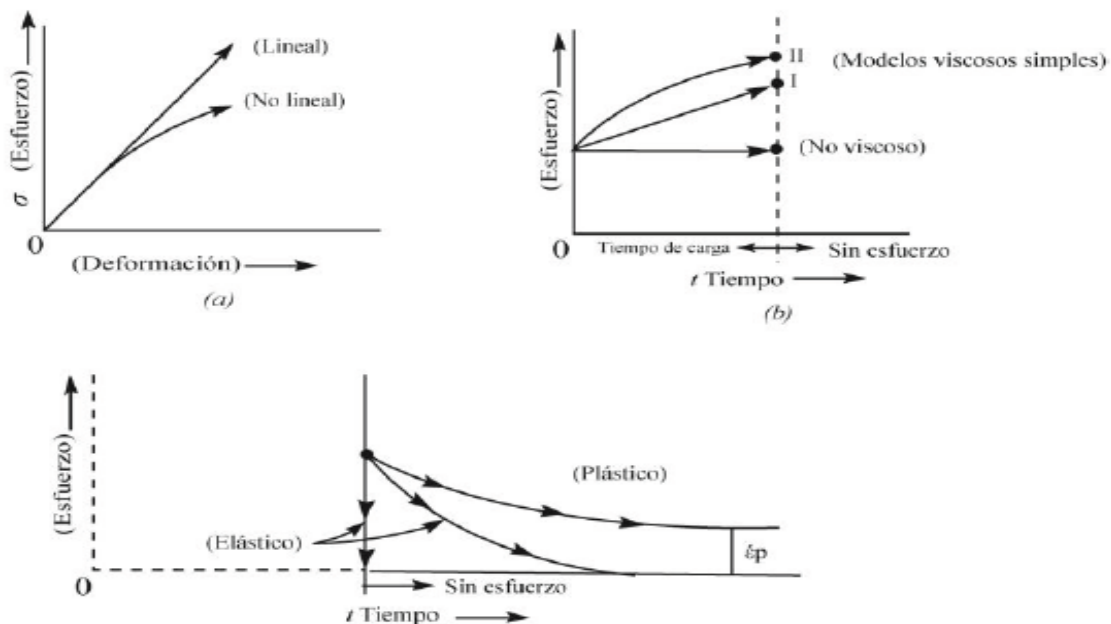 σ (Esfuerzo)
(Lineal)
(No lineal)
0
(Deformación)
(a)
(Esfuerzo)
II
(Modelos viscosos simples)
I
(No viscoso)
0
Tiempo de carga
Sin esfuerzo
t Tiempo
(b)
(Esfuerzo)
(Plástico)
(Elástico)
έp
0
Sin esfuerzo
t Tiempo